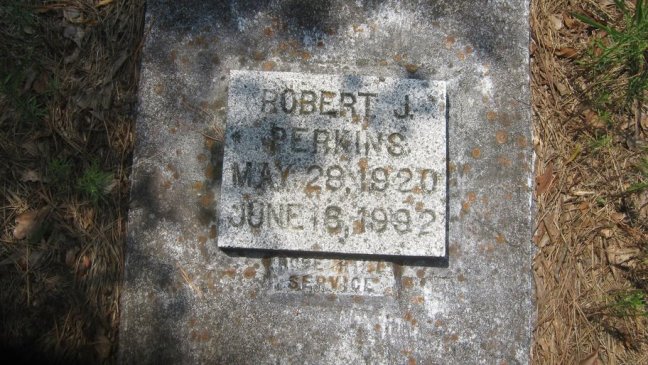 ROBERT J.
PERKINS
MAY 28, 1920
JUNE 18, 1992
SERVICE